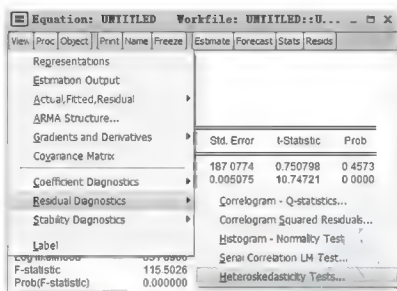 Equation: UNTITLED Workfile: UNTITLED::U...
View Proc Object Print Name Freeze Estimate Forecast Stats Resids
Representations
Estimation Output
Actual,Fitted,Residual
ARMA Structure...
Gradients and Derivatives
Covariance Matrix
Coefficient Diagnostics
Residual Diagnostics
Stability Diagnostics
Label
Std. Error t-Statistic Prob
187.0774 0.750798 0.4573
0.005075 10.74721 0.0000
Correlogram - Q-statistics...
Correlogram Squared Residuals...
Histogram - Normality Test
Serial Correlation LM Test...
Heteroskedasticity Tests...
F-statistic 115.5026
Prob(F-statistic) 0.000000